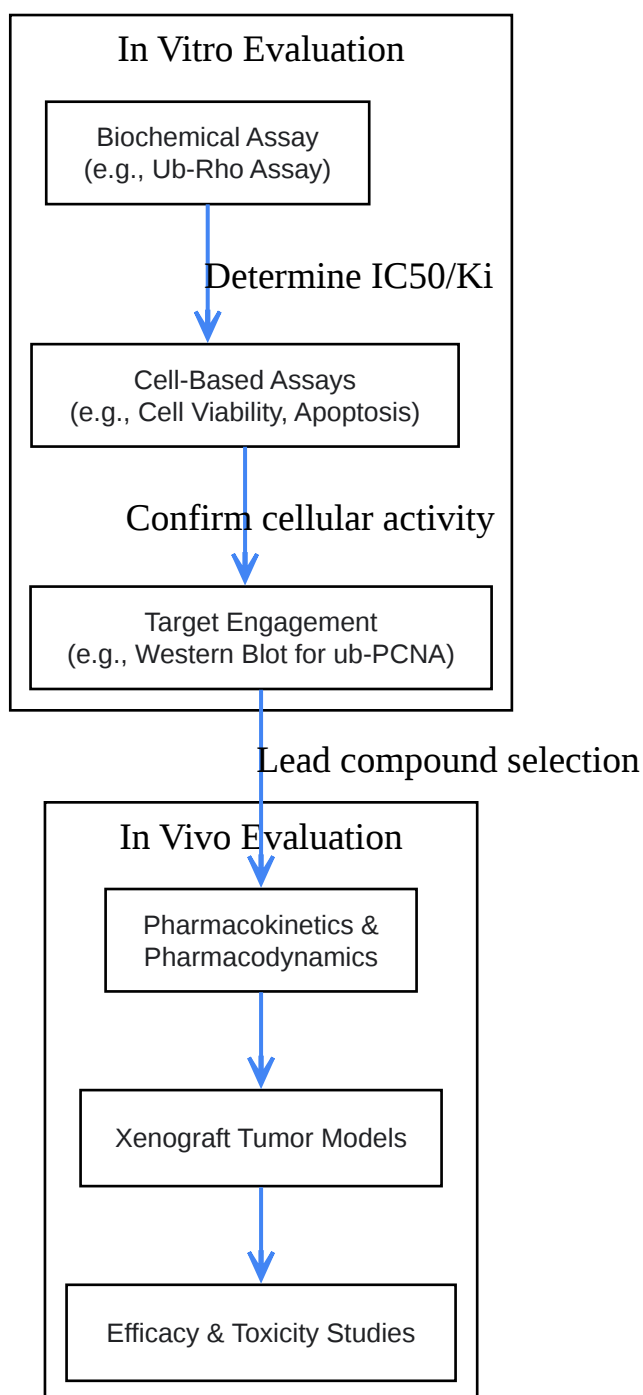 In Vitro Evaluation
Biochemical Assay
(e.g., Ub-Rho Assay)
Determine IC50/Ki
Cell-Based Assays
(e.g., Cell Viability, Apoptosis)
Confirm cellular activity
Target Engagement
(e.g., Western Blot for ub-PCNA)
Lead compound selection
In Vivo Evaluation
Pharmacokinetics &
Pharmacodynamics
Xenograft Tumor Models
Efficacy & Toxicity Studies